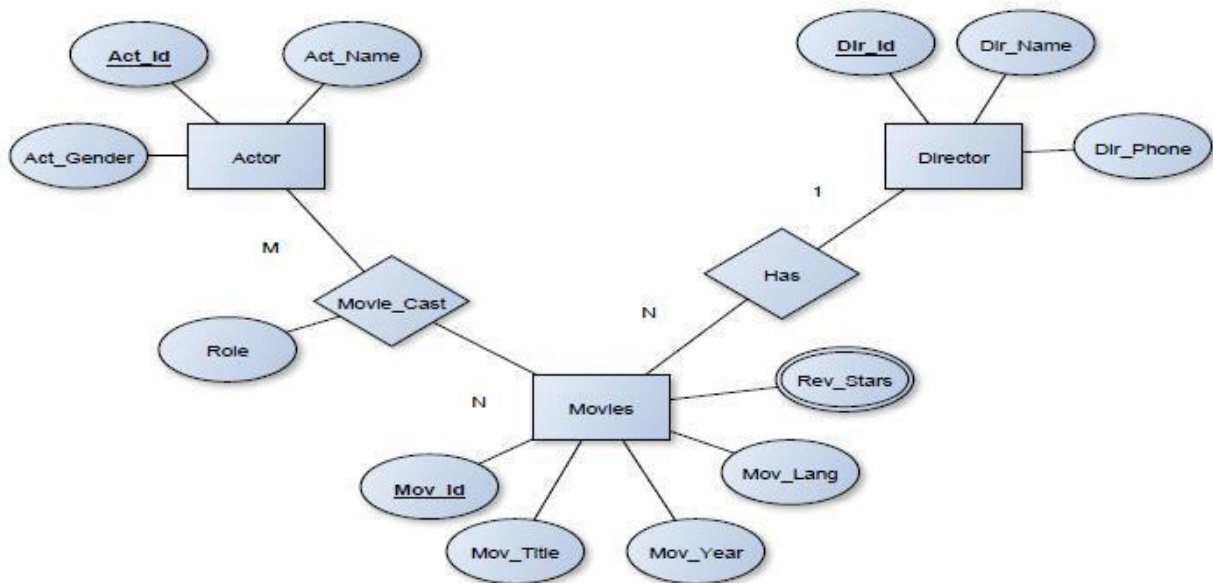 Act_Id
Act_Name
Dir_Id
Dir_Name
Act_Gender
Actor
Director
Dir_Phone
1
M
Has
Movie_Cast
N
Role
Rev_Stars
N
Movies
Mov_Id
Mov_Lang
Mov_Title
Mov_Year